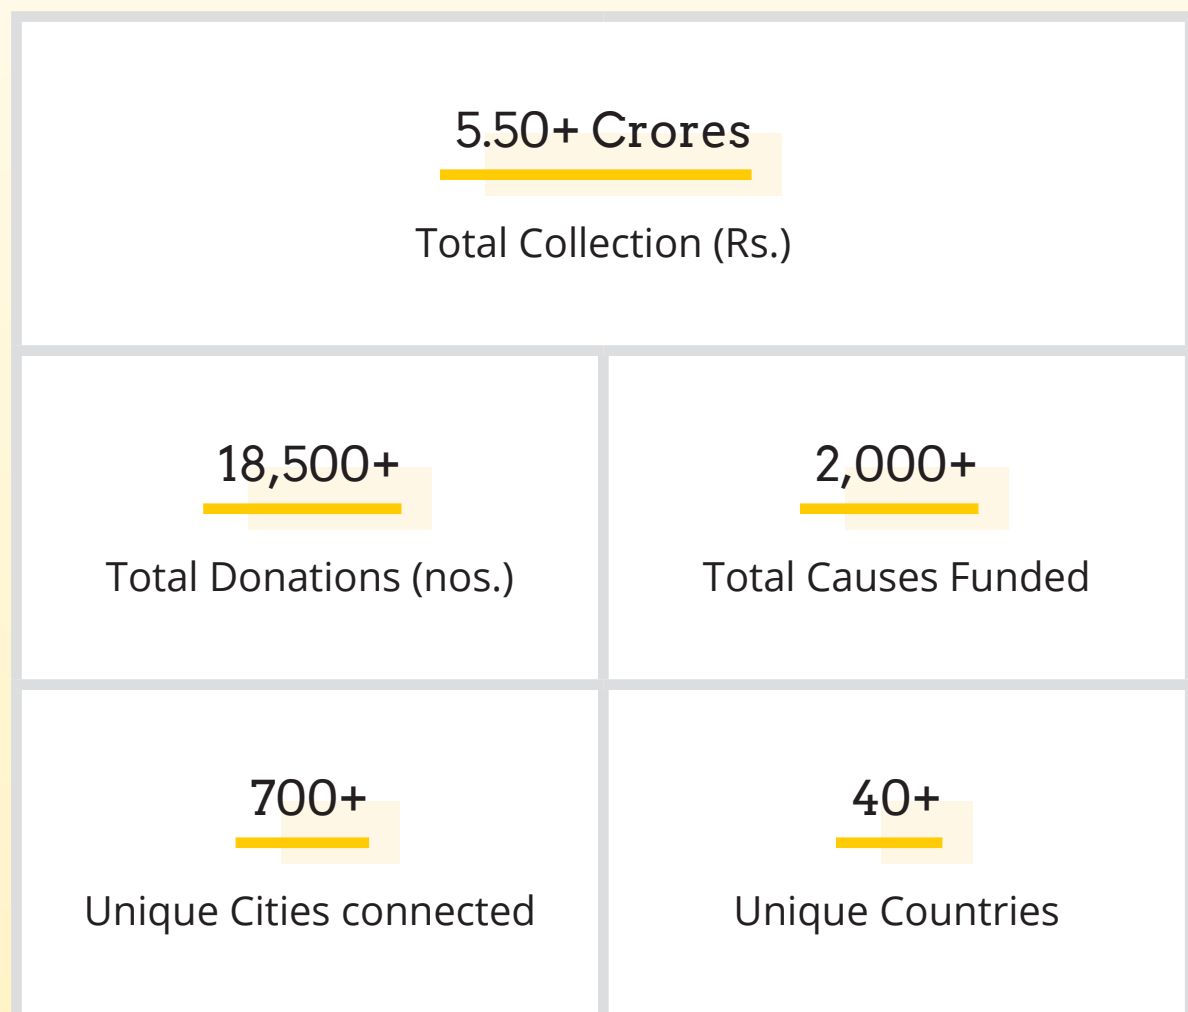 5.50+ Crores
Total Collection (Rs.)
18,500+
Total Donations (nos.)
2,000+
Total Causes Funded
700+
Unique Cities connected
40+
Unique Countries